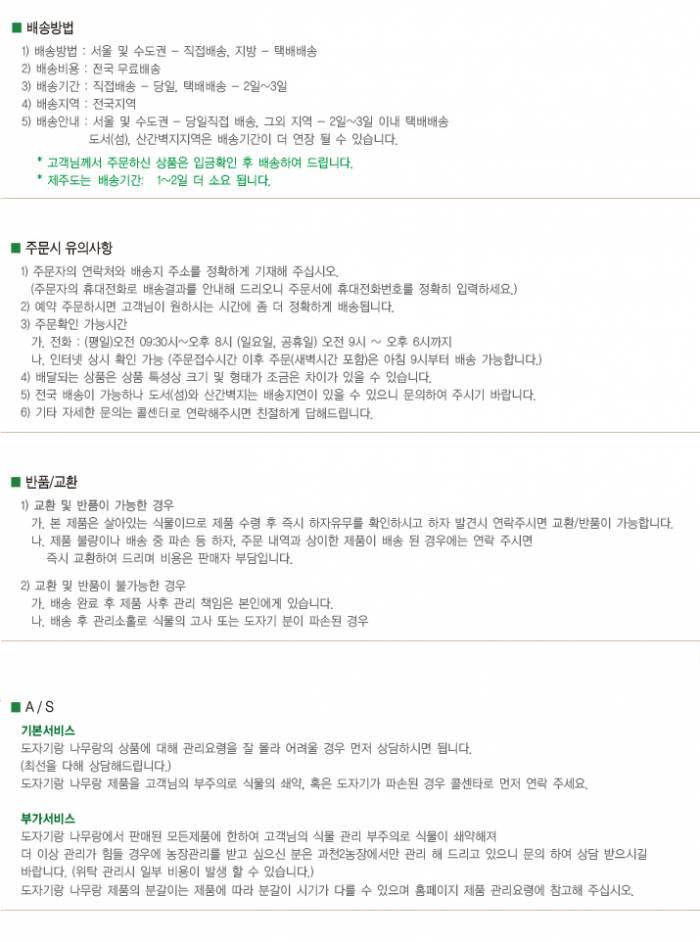 ■ 배송방법
1) 배송방법 : 서울 및 수도권 - 직접배송, 지방 - 택배배송
2) 배송비용 : 전국 무료배송
3) 배송기간 : 직접배송 - 당일, 택배배송 - 2일~3일
4) 배송지역 : 전국지역
5) 배송안내 : 서울 및 수도권 - 당일직접 배송, 그외 지역 - 2일~3일 이내 택배배송
도서(섬), 산간벽지지역은 배송기간이 더 연장 될 수 있습니다.
* 고객님께서 주문하신 상품은 입금확인 후 배송하여 드립니다.
* 제주도는 배송기간: 1~2일 더 소요 됩니다.
■ 주문시 유의사항
1) 주문자의 연락처와 배송지 주소를 정확하게 기재해 주십시오.
(주문자의 휴대전화로 배송결과를 안내해 드리오니 주문서에 휴대전화번호를 정확히 입력하세요.)
2) 예약 주문하시면 고객님이 원하시는 시간에 좀 더 정확하게 배송됩니다.
3) 주문확인 가능시간
가. 전화 : (평일)오전 09:30시~오후 8시 (일요일, 공휴일) 오전 9시 ~ 오후 6시까지
나. 인터넷 상시 확인 가능 (주문접수시간 이후 주문(새벽시간 포함)은 아침 9시부터 배송 가능합니다.)
4) 배달되는 상품은 상품 특성상 크기 및 형태가 조금은 차이가 있을 수 있습니다.
5) 전국 배송이 가능하나 도서(섬)와 산간벽지는 배송지연이 있을 수 있으니 문의하여 주시기 바랍니다.
6) 기타 자세한 문의는 콜센터로 연락해주시면 친절하게 답해드립니다.
■ 반품/교환
1) 교환 및 반품이 가능한 경우
가. 본 제품은 살아있는 식물이므로 제품 수령 후 즉시 하자유무를 확인하시고 하자 발견시 연락주시면 교환/반품이 가능합니다.
나. 제품 불량이나 배송 중 파손 등 하자, 주문 내역과 상이한 제품이 배송 된 경우에는 연락 주시면
즉시 교환하여 드리며 비용은 판매자 부담입니다.
2) 교환 및 반품이 불가능한 경우
가. 배송 완료 후 제품 사후 관리 책임은 본인에게 있습니다.
나. 배송 후 관리소홀로 식물의 고사 또는 도자기 분이 파손된 경우
■ A / S
기본서비스
도자기랑 나무랑의 상품에 대해 관리요령을 잘 몰라 어려울 경우 먼저 상담하시면 됩니다.
(최선을 다해 상담해드립니다.)
도자기랑 나무랑 제품을 고객님의 부주의로 식물의 쇄약, 혹은 도자기가 파손된 경우 콜센타로 먼저 연락 주세요.
부가서비스
도자기랑 나무랑에서 판매된 모든제품에 한하여 고객님의 식물 관리 부주의로 식물이 쇄약해져
더 이상 관리가 힘들 경우에 농장관리를 받고 싶으신 분은 과천2농장에서만 관리 해 드리고 있으니 문의 하여 상담 받으시길
바랍니다. (위탁 관리시 일부 비용이 발생 할 수 있습니다.)
도자기랑 나무랑 제품의 분갈이는 제품에 따라 분갈이 시기가 다를 수 있으며 홈페이지 제품 관리요령에 참고해 주십시오.